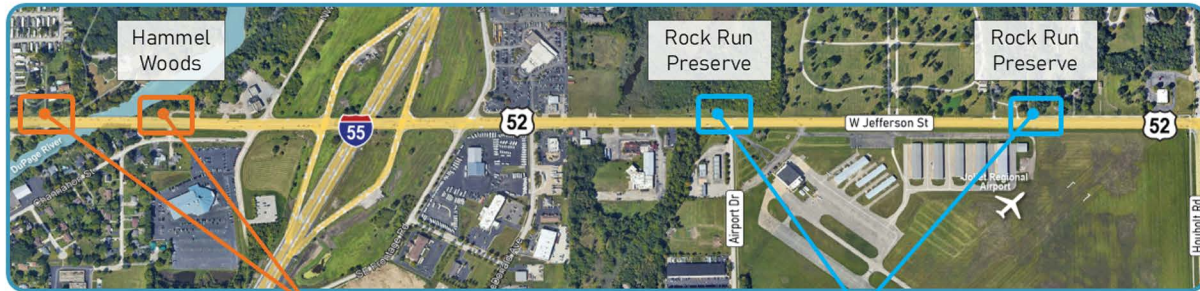 Hammel
Woods
Rock Run
Preserve
Rock Run
Preserve
55
52
W Jefferson St
52
DuPage River
Airport Dr
Joliet Regional
Airport
Houbolt Rd